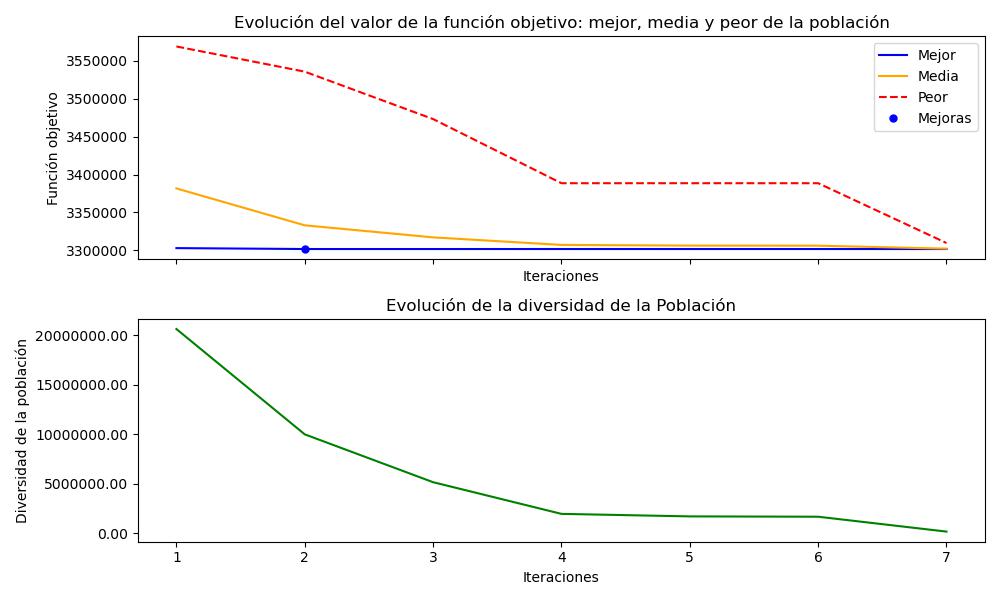 Evolución del valor de la función objetivo: mejor, media y peor de la población
Función objetivo
3550000
3500000
3450000
3400000
3350000
3300000
Mejor
Media
Peor
Mejoras
Iteraciones
Evolución de la diversidad de la Población
Diversidad de la población
20000000.00
15000000.00
10000000.00
5000000.00
0.00
1 2 3 4 5 6 7
Iteraciones